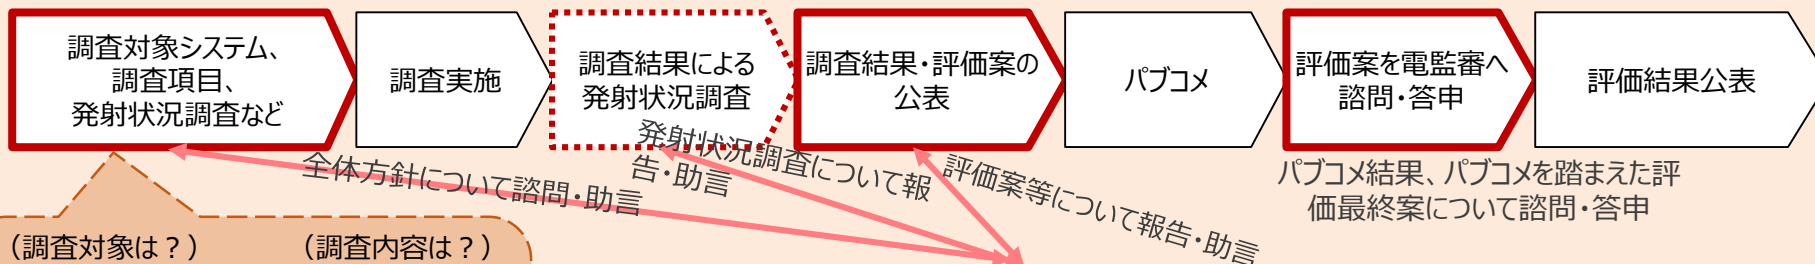 調査対象システム、
調査項目、
発射状況調査など
調査実施
調査結果による
発射状況調査
調査結果・評価案の
公表
パブコメ
評価案を電監審へ
諮問・答申
評価結果公表
全体方針について諮問・助言
発射状況調査について報
告・助言
評価案等について報告・助言
パブコメ結果、パブコメを踏まえた評
価最終案について諮問・答申
（調査対象は？）
（調査内容は？）